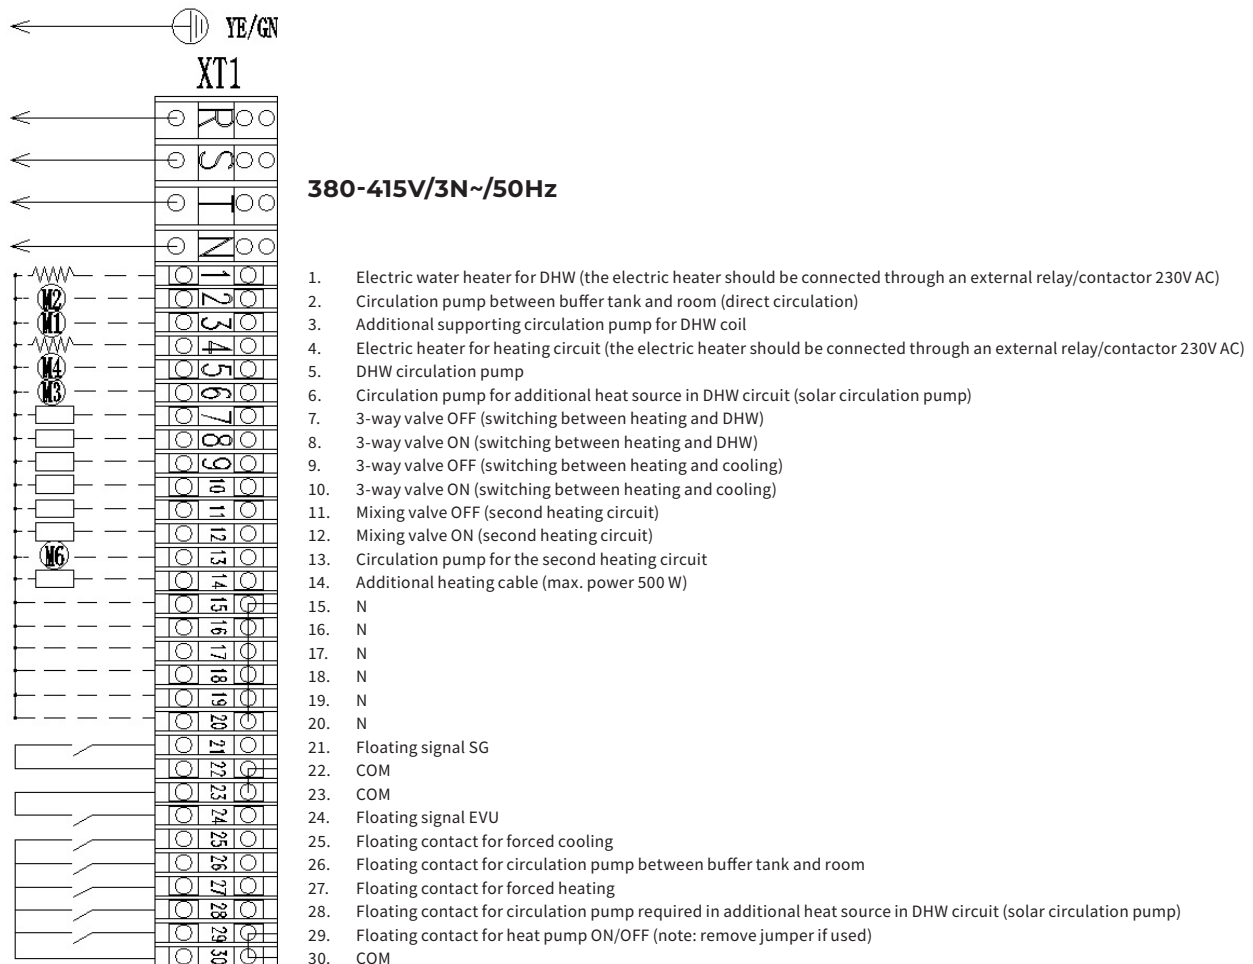 YE/GN
XT1
R
S
T
N
380-415V/3N~/50Hz
1. Electric water heater for DHW (the electric heater should be connected through an external relay/contactor 230V AC)
M2 2. Circulation pump between buffer tank and room (direct circulation)
M1 3. Additional supporting circulation pump for DHW coil
4. Electric heater for heating circuit (the electric heater should be connected through an external relay/contactor 230V AC)
M4 5. DHW circulation pump
M3 6. Circulation pump for additional heat source in DHW circuit (solar circulation pump)
7. 3-way valve OFF (switching between heating and DHW)
8. 3-way valve ON (switching between heating and DHW)
9. 3-way valve OFF (switching between heating and cooling)
10. 3-way valve ON (switching between heating and cooling)
11. Mixing valve OFF (second heating circuit)
12. Mixing valve ON (second heating circuit)
M6 13. Circulation pump for the second heating circuit
14. Additional heating cable (max. power 500 W)
15. N
16. N
17. N
18. N
19. N
20. N
21. Floating signal SG
22. COM
23. COM
24. Floating signal EVU
25. Floating contact for forced cooling
26. Floating contact for circulation pump between buffer tank and room
27. Floating contact for forced heating
28. Floating contact for circulation pump required in additional heat source in DHW circuit (solar circulation pump)
29. Floating contact for heat pump ON/OFF (note: remove jumper if used)
30. COM
1
2
3
4
5
6
7
8
9
10
11
12
13
14
15
16
17
18
19
20
21
22
23
24
25
26
27
28
29
30